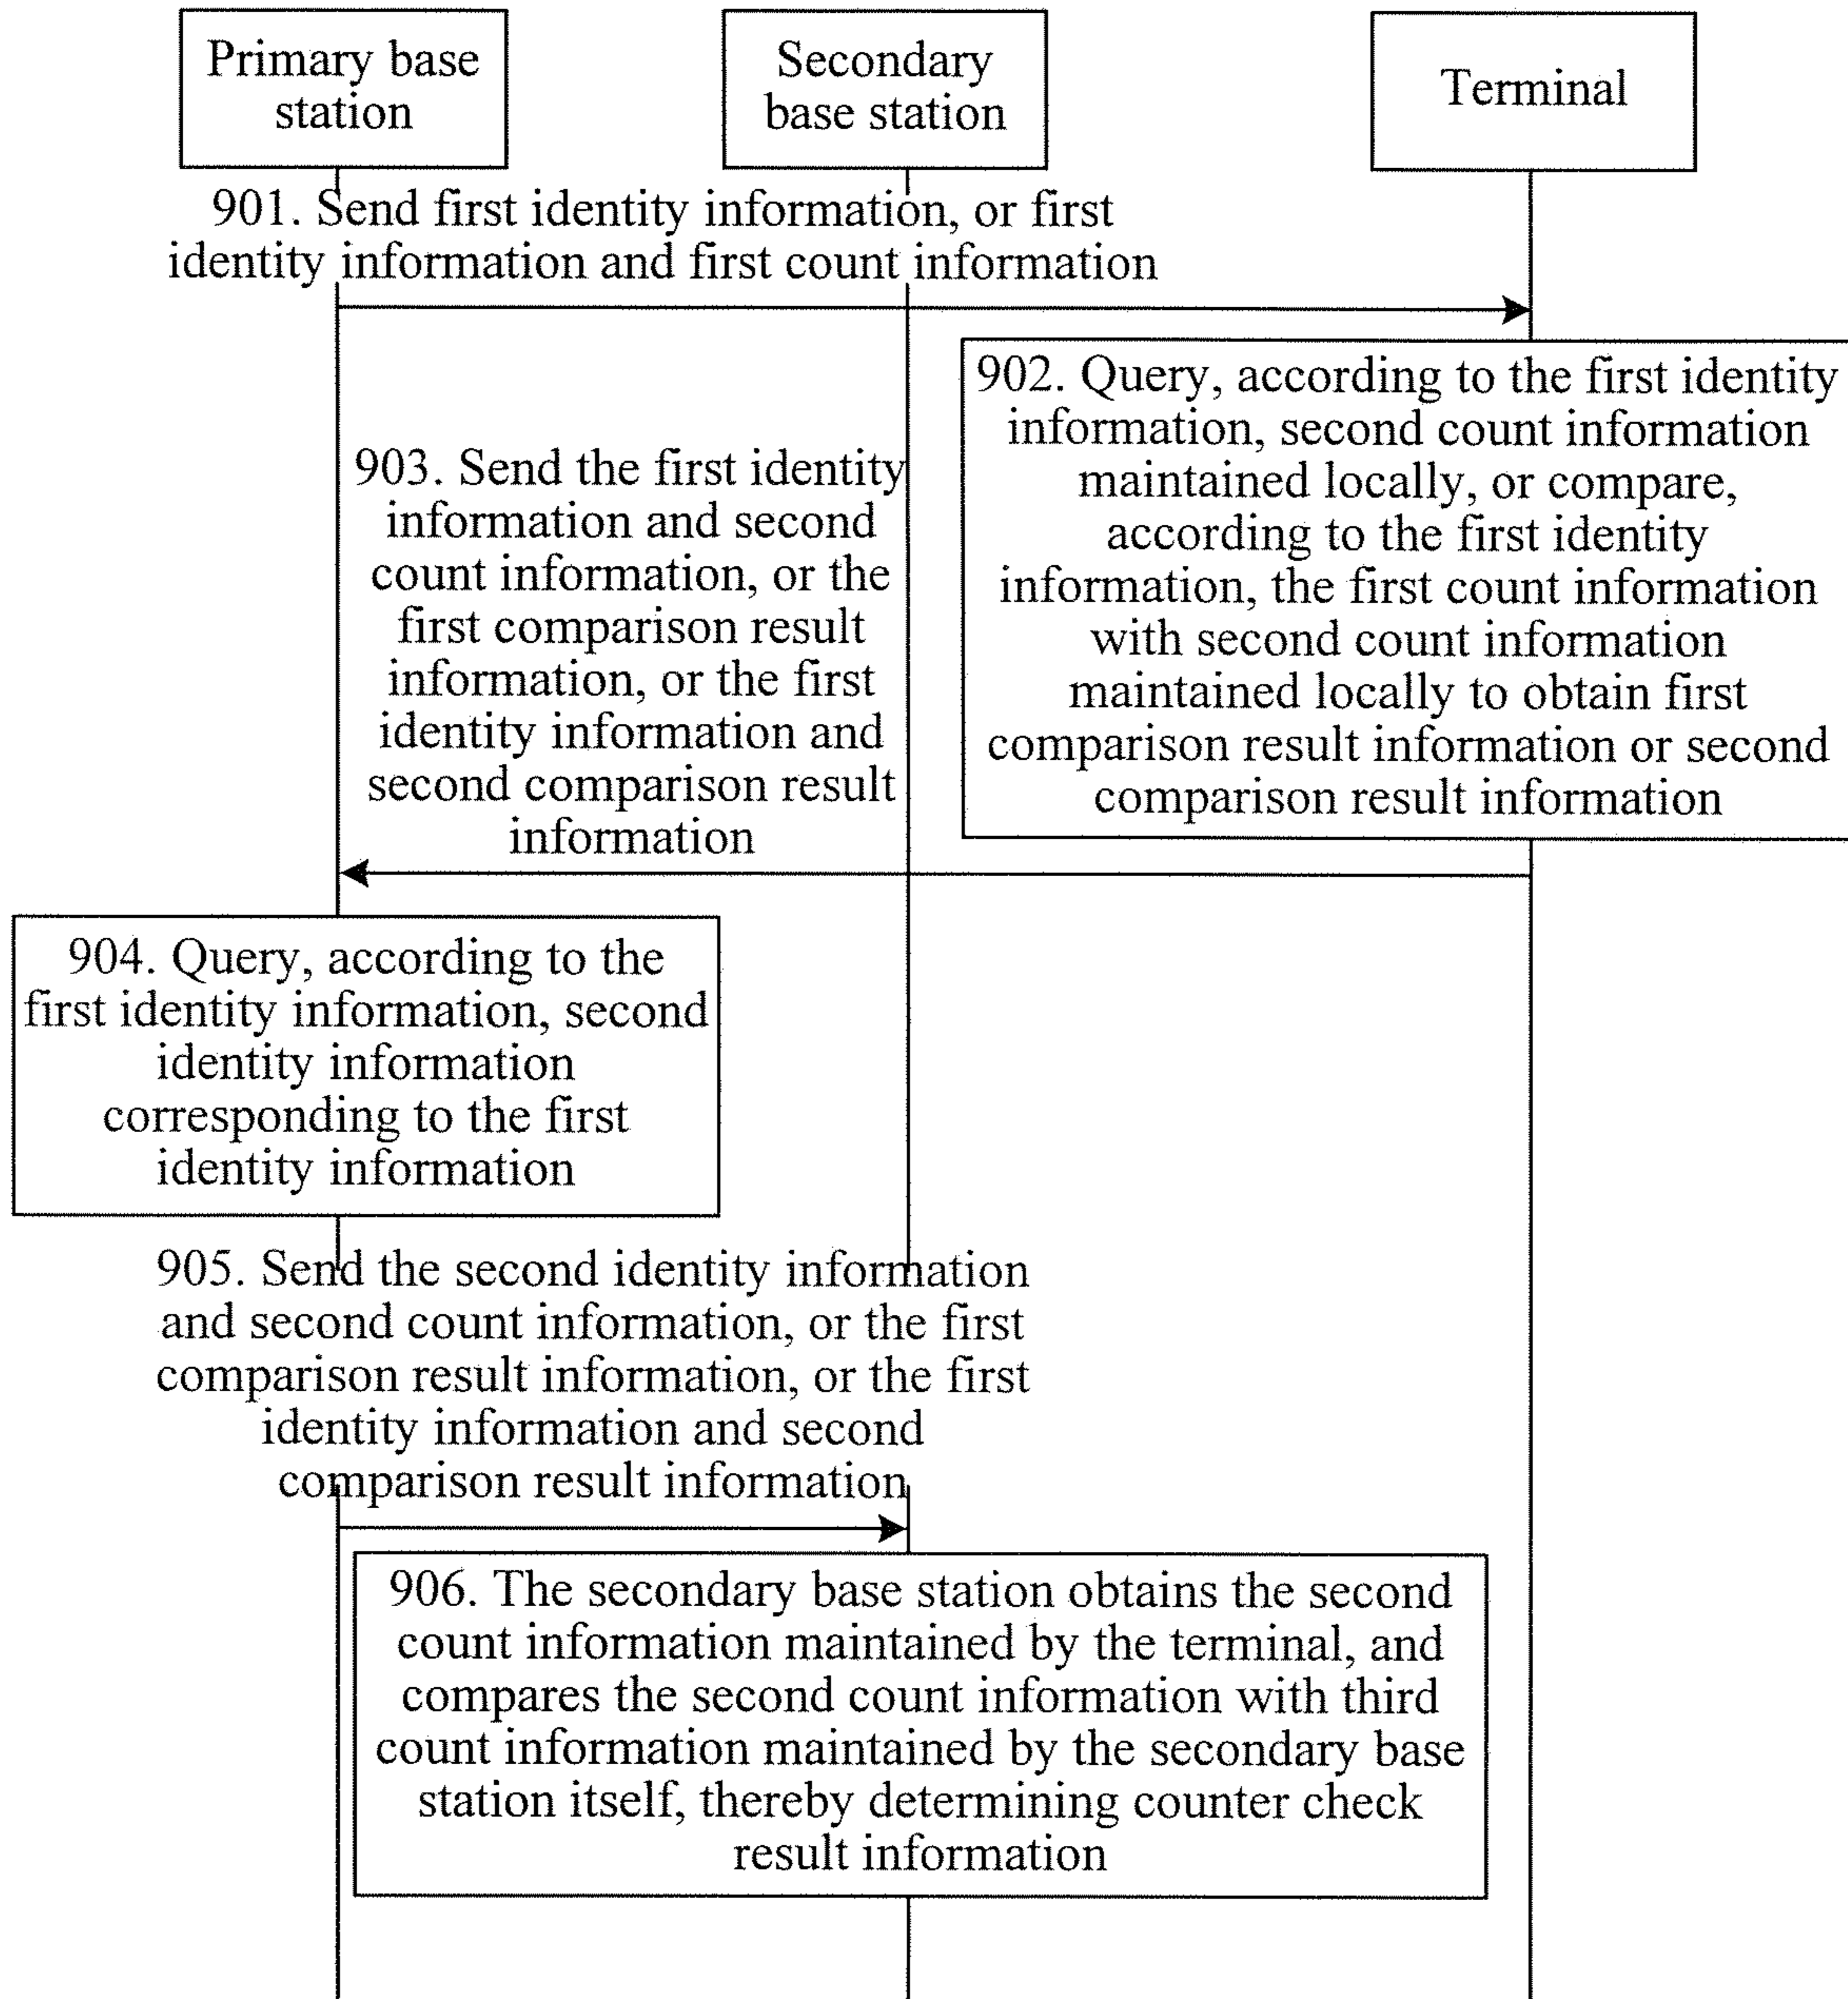 Primary base
station
Secondary
base station
Terminal
901. Send first identity information, or first
identity information and first count information
902. Query, according to the first identity
information, second count information
maintained locally, or compare,
according to the first identity
information, the first count information
with second count information
maintained locally to obtain first
comparison result information or second
comparison result information
903. Send the first identity
information and second
count information, or the
first comparison result
information, or the first
identity information and
second comparison result
information
904. Query, according to the
first identity information, second
identity information
corresponding to the first
identity information
905. Send the second identity information
and second count information, or the first
comparison result information, or the first
identity information and second
comparison result information
906. The secondary base station obtains the second
count information maintained by the terminal, and
compares the second count information with third
count information maintained by the secondary base
station itself, thereby determining counter check
result information